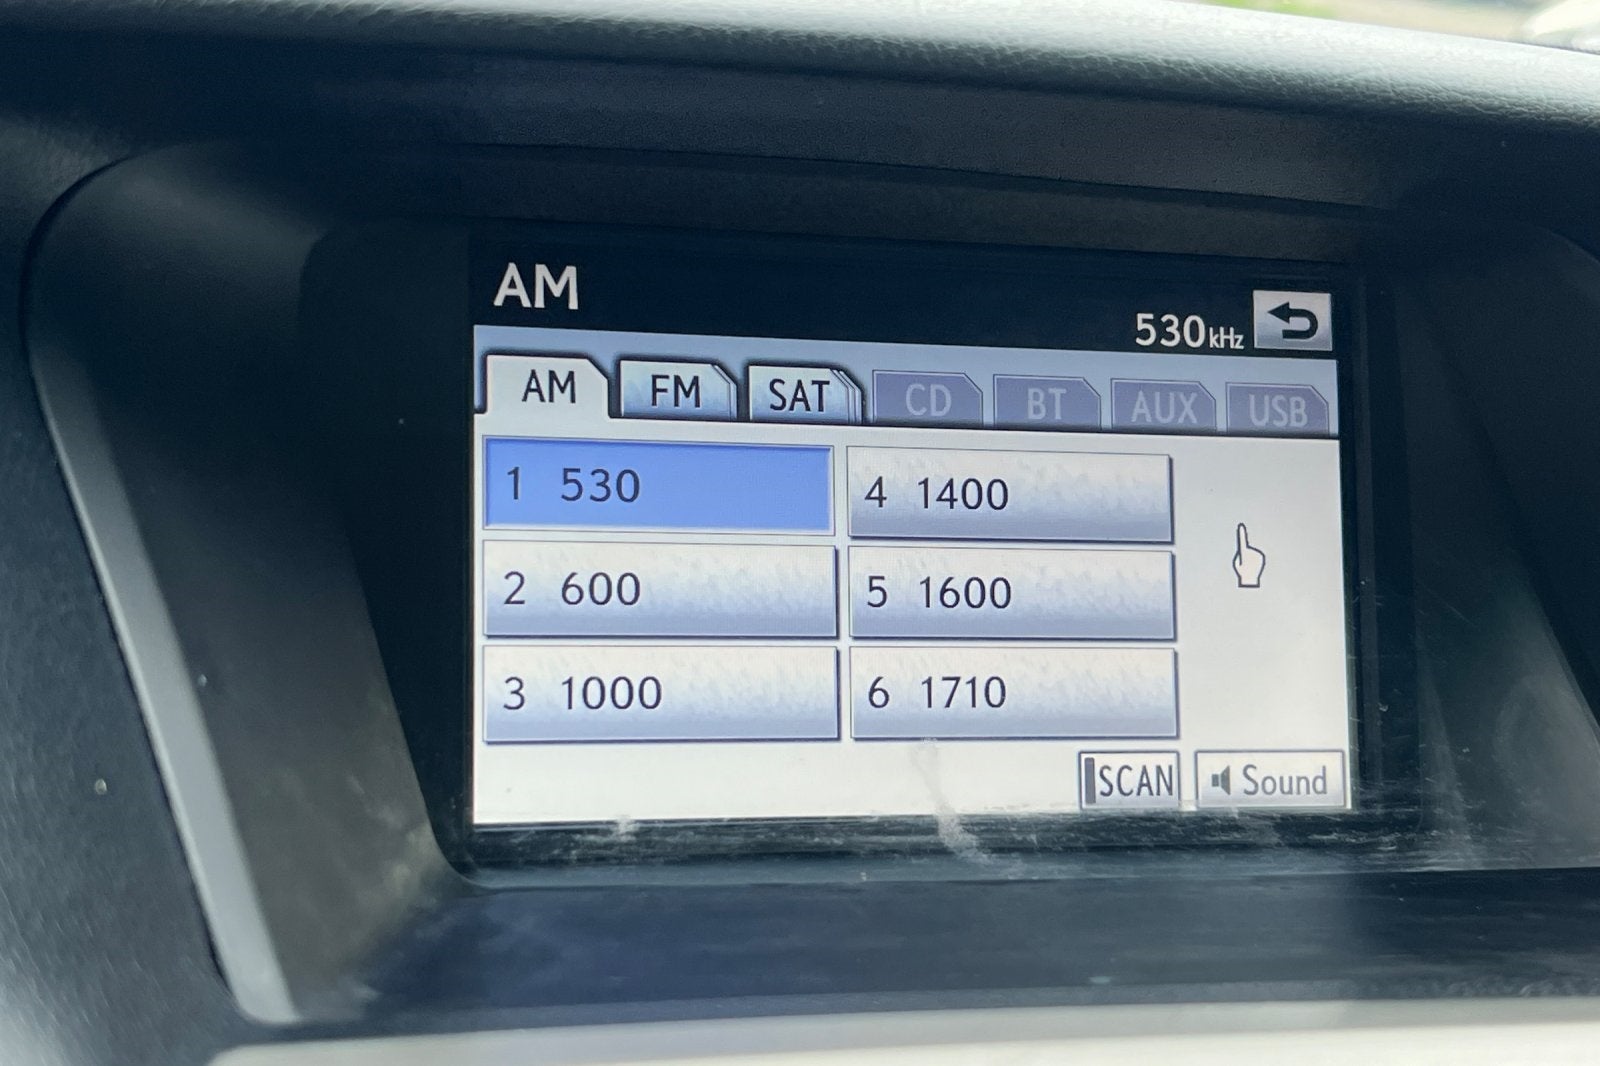 AM
530kHz
AM FM SAT CD BT AUX USB
1 530
4 1400
2 600
5 1600
3 1000
6 1710
SCAN Sound